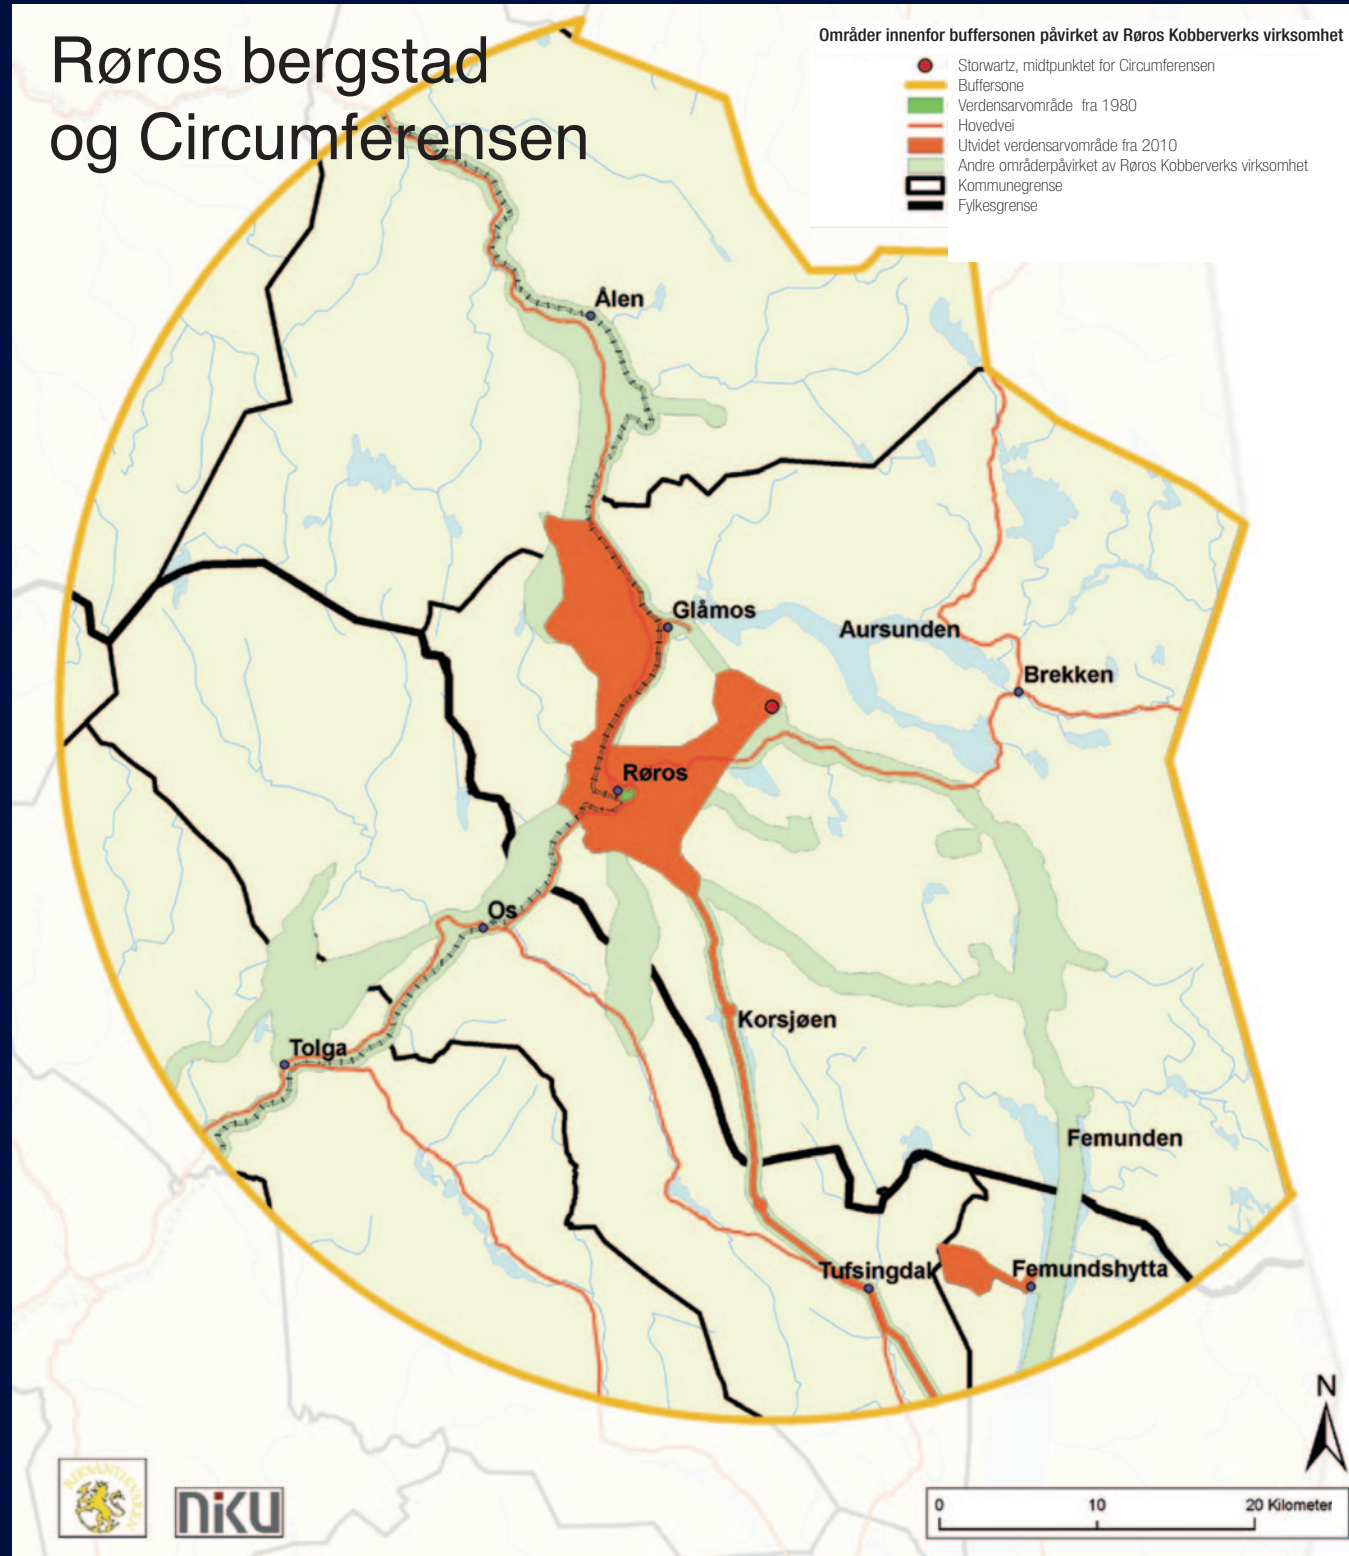 Røros bergstad
og Circumferensen
Områder innenfor buffersonen påvirket av Røros Kobberverks virksomhet
Storwartz, midtpunktet for Circumferensen
Buffersone
Verdensarvområde fra 1980
Hovedvei
Utvidet verdensarvområde fra 2010
Andre områderpåvirket av Røros Kobberverks virksomhet
Kommunegrense
Fylkesgrense
Ålen
Glåmos
Aursunden
Brekken
Røros
Os
Korsjøen
Tolga
Femunden
Tufsingdal
Femundshytta
N
RIKSANTIKVAREN
niku
0 10 20 Kilometer